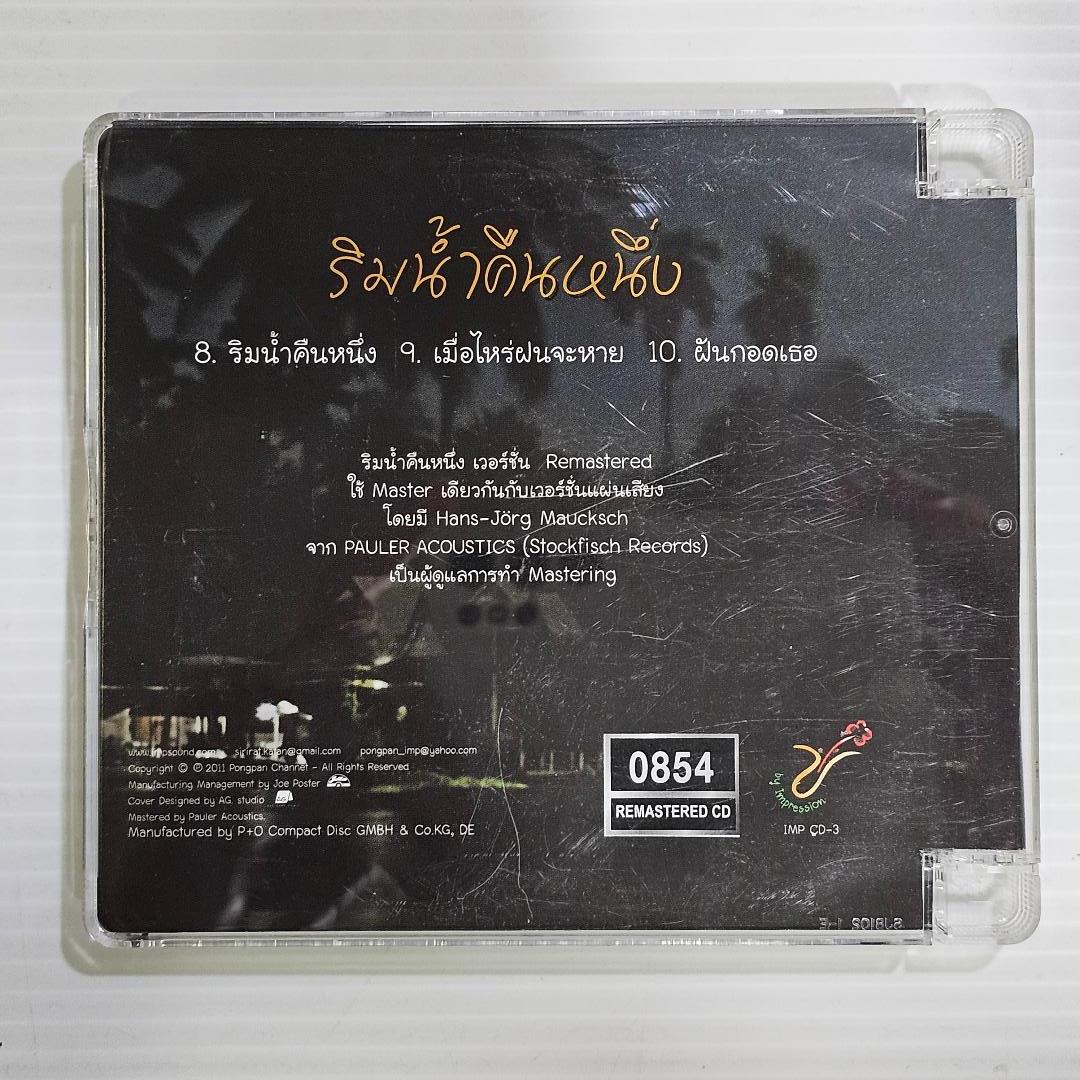 ริมน้ำคืนหนึ่ง
8. ริมน้ำคืนหนึ่ง 9. เมื่อไหร่ฝนจะหาย 10. ฝันกอดเธอ
ริมน้ำคืนหนึ่ง เวอร์ชั่น Remastered
ใช้ Master เดียวกันกับเวอร์ชั่นแผ่นเสียง
โดยมี Hans-Jörg Maucksch
จาก PAULER ACOUSTICS (Stockfisch Records)
เป็นผู้ดูแลการทำ Mastering
www.impsound.com sirirat.kafan@gmail.com pongpan_imp@yahoo.com
Copyright © ℗ 2011 Pongpan Channel - All Rights Reserved
Manufacturing Management by Joe Poster
Cover Designed by AG. studio
Mastered by Pauler Acoustics.
Manufactured by P+O Compact Disc GMBH & Co.KG, DE
0854
REMASTERED CD
by Impression
IMP CD-3